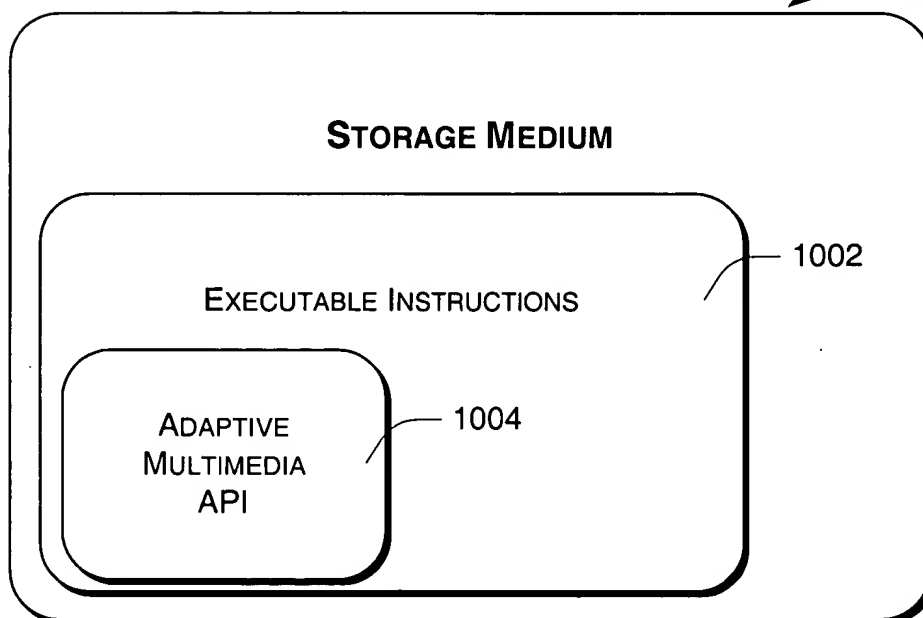 STORAGE MEDIUM
1002
EXECUTABLE INSTRUCTIONS
1004
ADAPTIVE
MULTIMEDIA
API